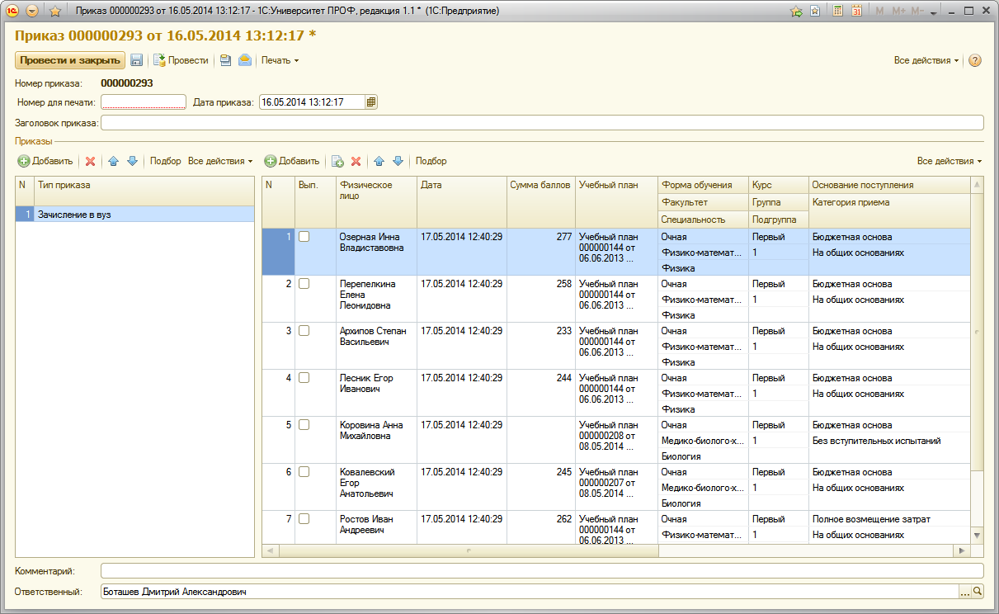 Приказ 000000293 от 16.05.2014 13:12:17 - 1С:Университет ПРОФ, редакция 1.1 * (1С:Предприятие)
M M+ M-
Приказ 000000293 от 16.05.2014 13:12:17 *
Провести и закрыть Провести Печать Все действия
Номер приказа: 000000293
Номер для печати: Дата приказа: 16.05.2014 13:12:17
Заголовок приказа:
Приказы
Добавить Подбор Все действия Добавить Подбор Все действия
N Тип приказа
1 Зачисление в вуз
N Вып. Физическое Дата Сумма баллов Учебный план Форма обучения Курс Основание поступления
лицо Факультет Группа Категория приема
Специальность Подгруппа
1 Озерная Инна 17.05.2014 12:40:29 277 Учебный план Очная Первый Бюджетная основа
Владиставовна 000000144 от Физико-математ... 1 На общих основаниях
06.06.2013 ... Физика
2 Перепелкина 17.05.2014 12:40:29 258 Учебный план Очная Первый Бюджетная основа
Елена 000000144 от Физико-математ... 1 На общих основаниях
Леонидовна 06.06.2013 ... Физика
3 Архипов Степан 17.05.2014 12:40:29 233 Учебный план Очная Первый Бюджетная основа
Васильевич 000000144 от Физико-математ... 1 На общих основаниях
06.06.2013 ... Физика
4 Лесник Егор 17.05.2014 12:40:29 244 Учебный план Очная Первый Бюджетная основа
Иванович 000000144 от Физико-математ... 1 На общих основаниях
06.06.2013 ... Физика
5 Коровина Анна 17.05.2014 12:40:29 Учебный план Очная Первый Бюджетная основа
Михайловна 000000208 от Медико-биолого-х... 1 Без вступительных испытаний
08.05.2014 ... Биология
6 Ковалевский 17.05.2014 12:40:29 245 Учебный план Очная Первый Бюджетная основа
Егор 000000207 от Медико-биолого-х... 1 На общих основаниях
Анатольевич 08.05.2014 ... Биология
7 Ростов Иван 17.05.2014 12:40:29 262 Учебный план Очная Первый Полное возмещение затрат
Андреевич 000000144 от Физико-математ... 1 На общих основаниях
06.06.2013 ...
Комментарий:
Ответственный: Боташев Дмитрий Александрович